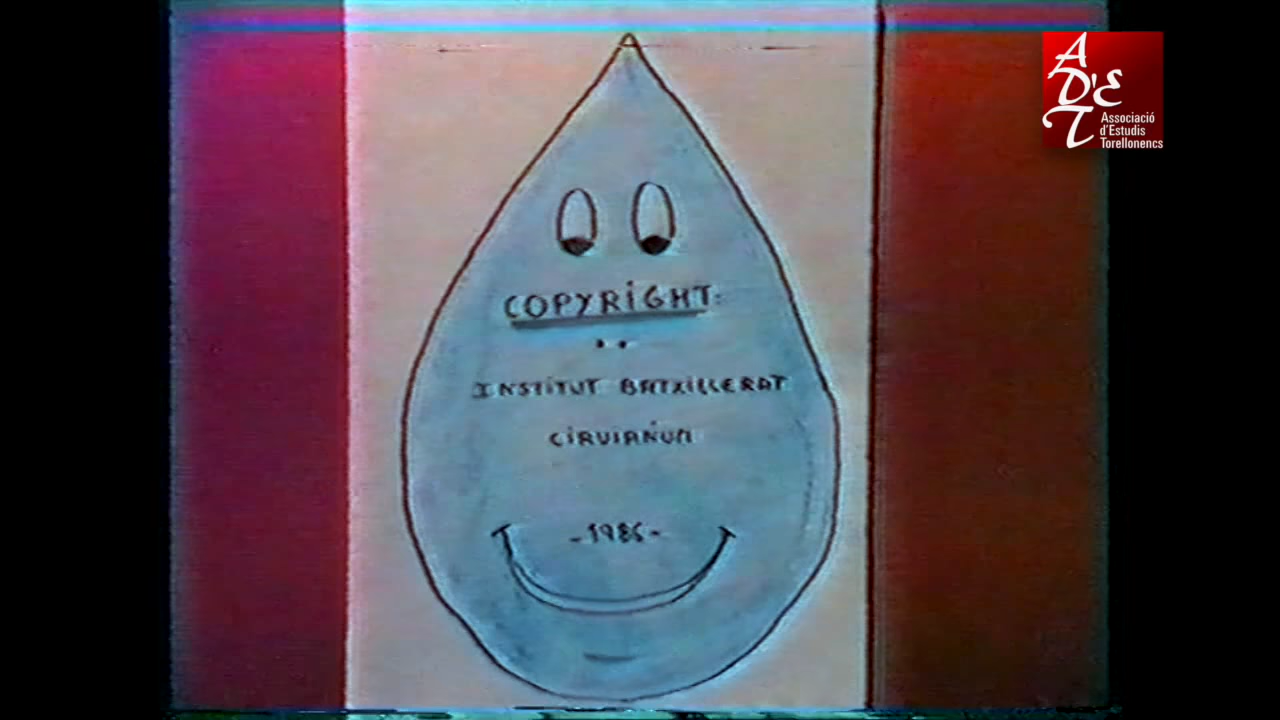 COPYRIGHT:
INSTITUT BATXILLERAT
CIRVIANUM
-1986-
ADET
Associació
d'Estudis
Torellonencs